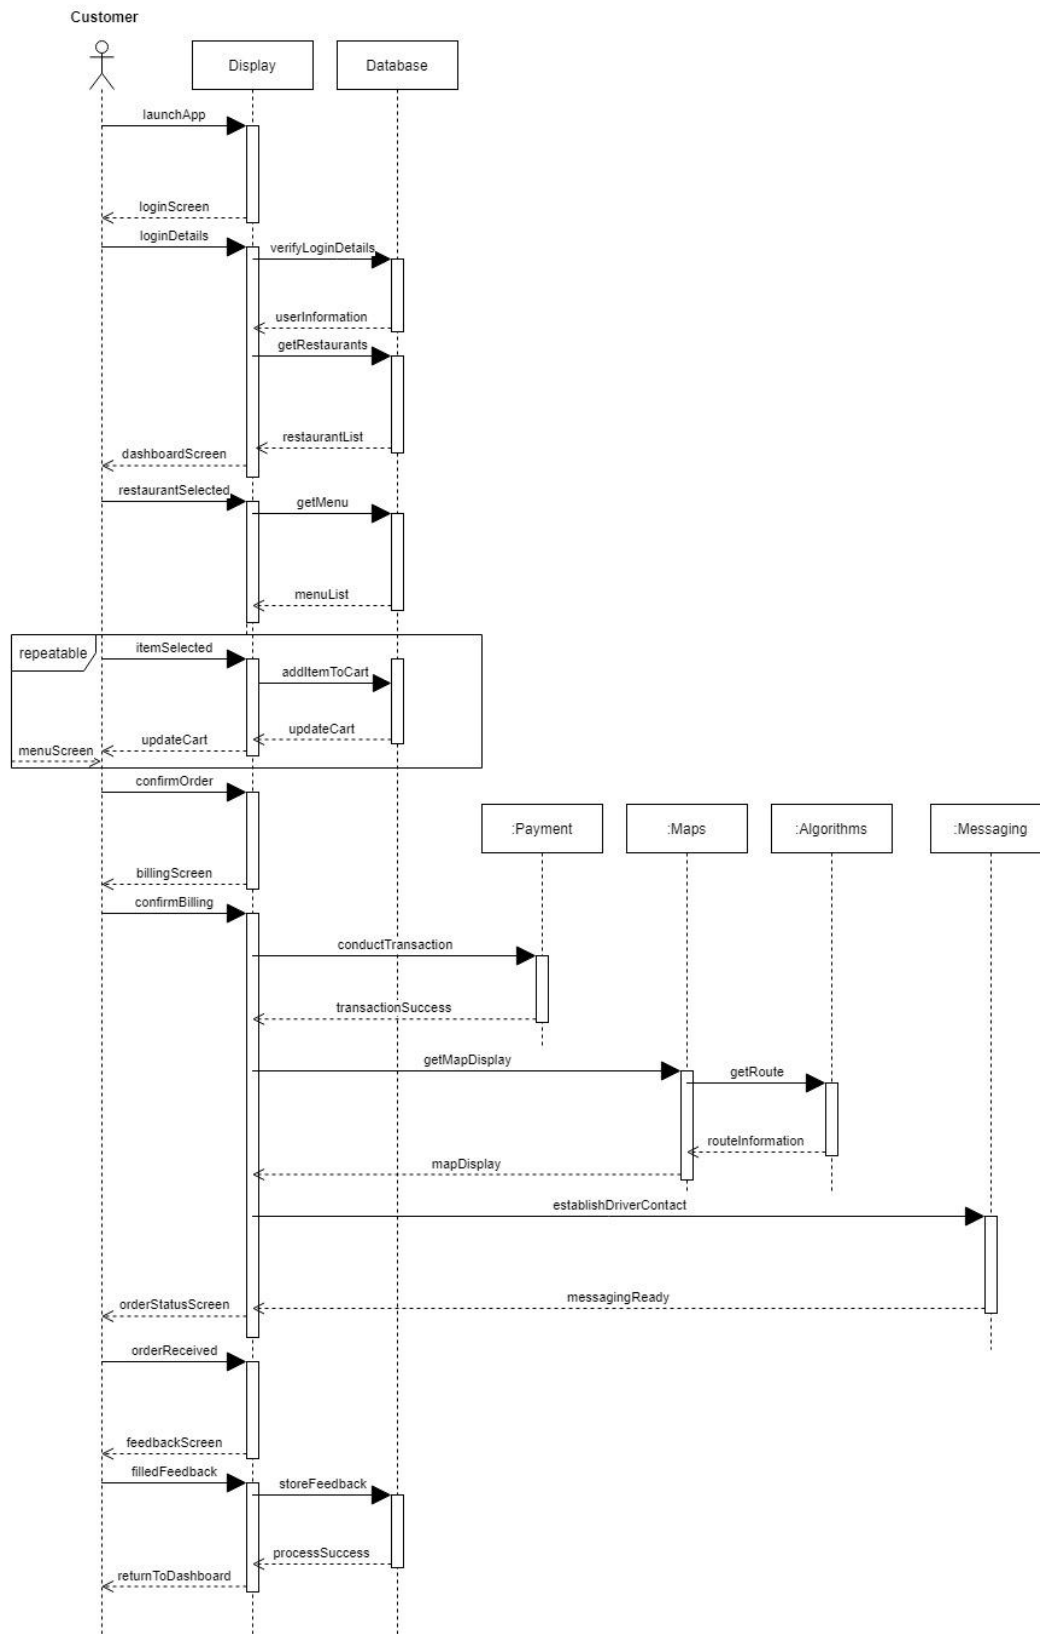 Customer
Display
Database
launchApp
loginScreen
loginDetails
verifyLoginDetails
userInformation
getRestaurants
restaurantList
dashboardScreen
restaurantSelected
getMenu
menuList
repeatable
itemSelected
addItemToCart
updateCart
updateCart
menuScreen
confirmOrder
:Payment
:Maps
:Algorithms
:Messaging
billingScreen
confirmBilling
conductTransaction
transactionSuccess
getMapDisplay
getRoute
routeInformation
mapDisplay
establishDriverContact
messagingReady
orderStatusScreen
orderReceived
feedbackScreen
filledFeedback
storeFeedback
processSuccess
returnToDashboard